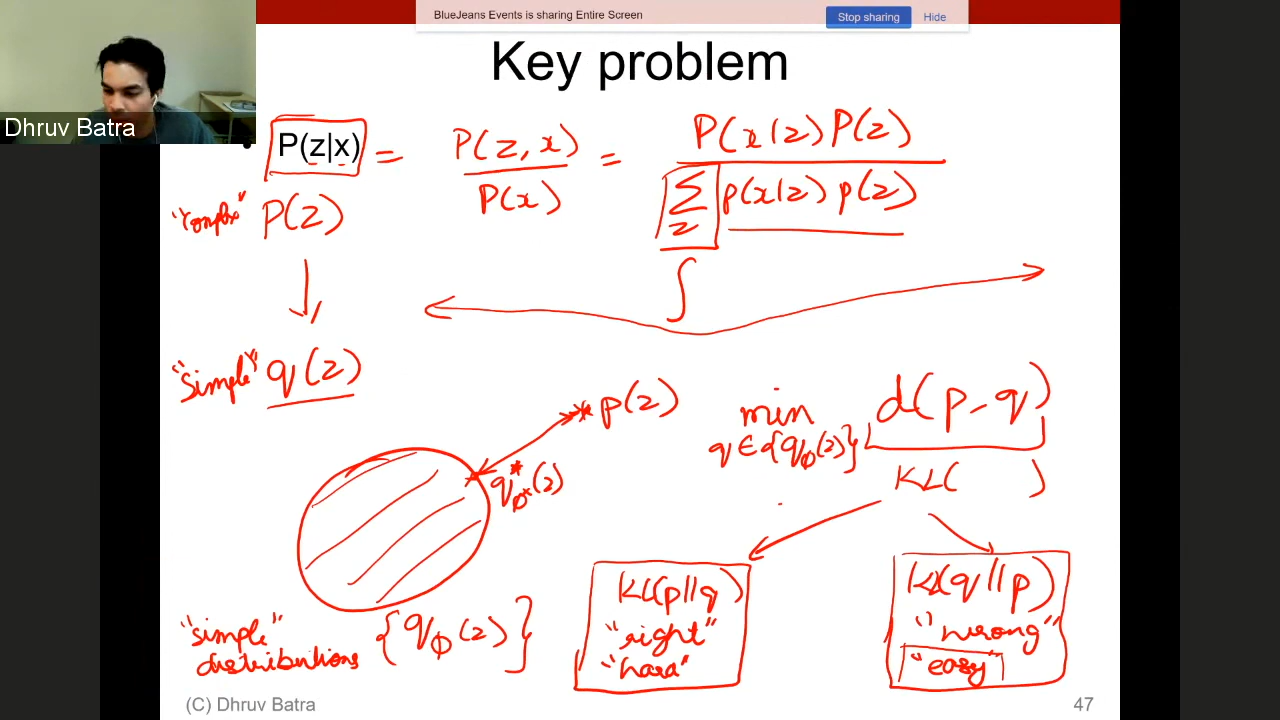 BlueJeans Events is sharing Entire Screen Stop sharing Hide
Key problem
Dhruv Batra
P(z|x) = P(z, x) / P(x) = P(x|z) P(z) / Σ_z p(x|z) p(z)
P(z)
∫
"simple" q(z)
p(z)
q*_ϕ*(z)
min d(p, q)
q ∈ {q_ϕ(z)}
KL( )
KL(p||q)
"right"
"hard"
KL(q||p)
"wrong"
"easy"
"simple" {q_ϕ(z)}
distributions
(C) Dhruv Batra 47